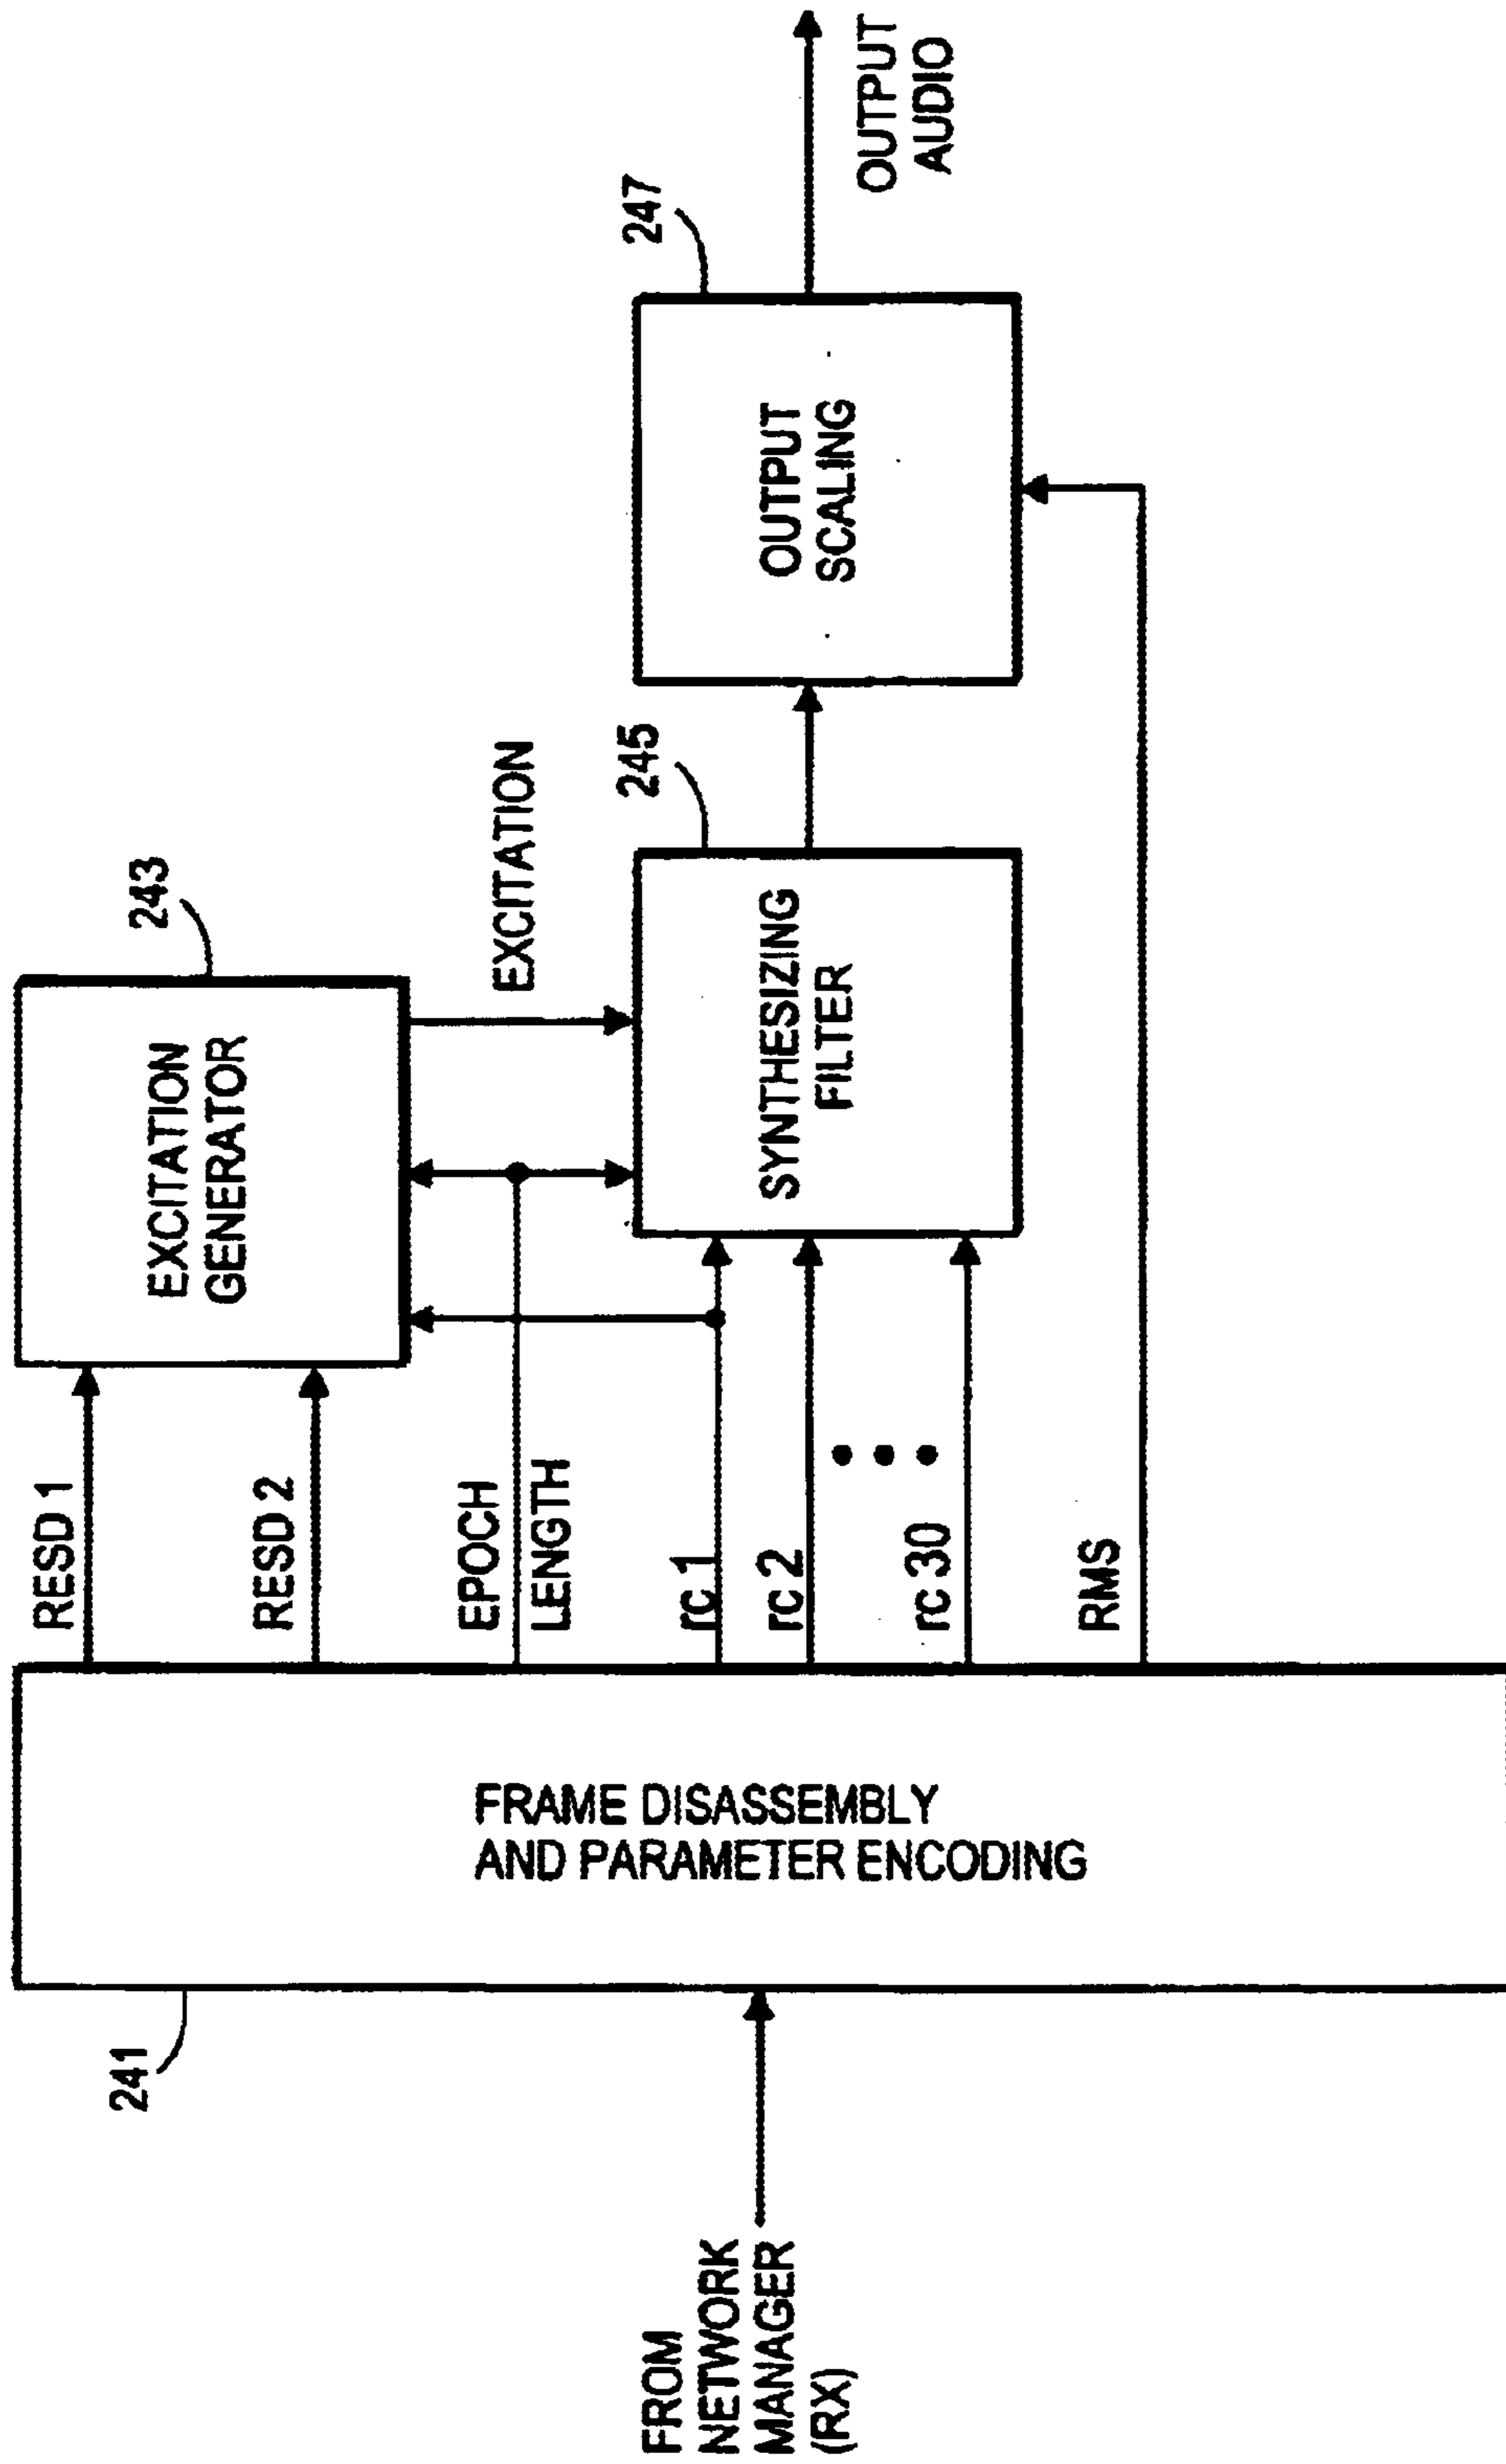 FROM
NETWORK
MANAGER
(RX)
241
FRAME DISASSEMBLY
AND PARAMETER ENCODING
RESD 1
RESD 2
EPOCH
LENGTH
rc 1
rc 2
rc 30
RMS
EXCITATION
GENERATOR
243
EXCITATION
SYNTHESIZING
FILTER
245
OUTPUT
SCALING
247
OUTPUT
AUDIO